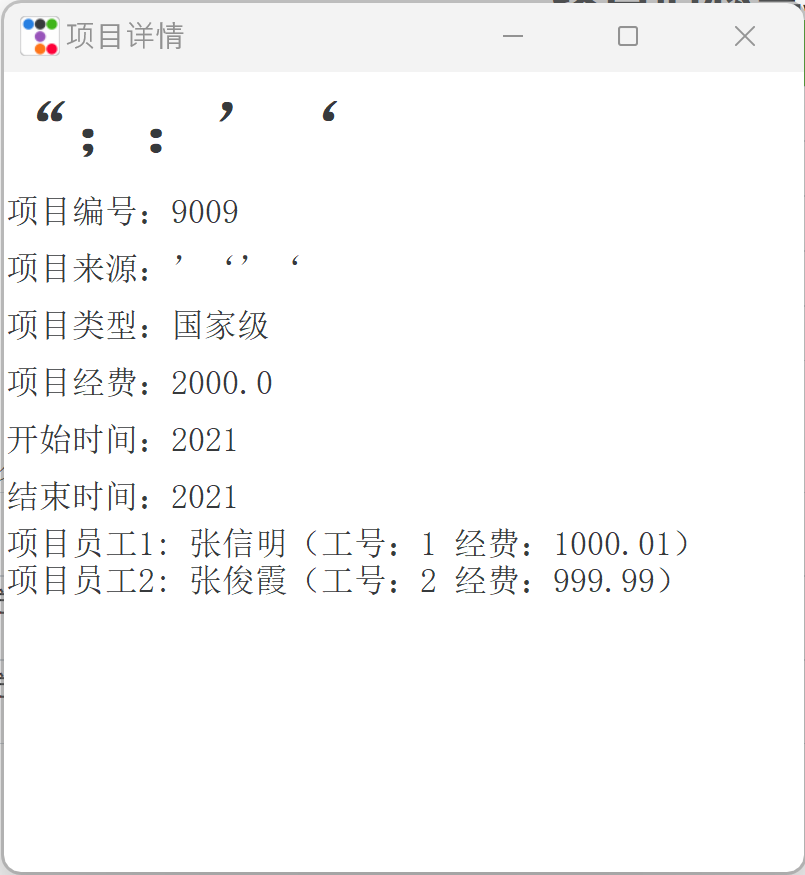 项目详情
“；：’ ‘
项目编号：9009
项目来源：’‘’‘
项目类型：国家级
项目经费：2000.0
开始时间：2021
结束时间：2021
项目员工1: 张信明（工号：1 经费：1000.01）
项目员工2: 张俊霞（工号：2 经费：999.99）